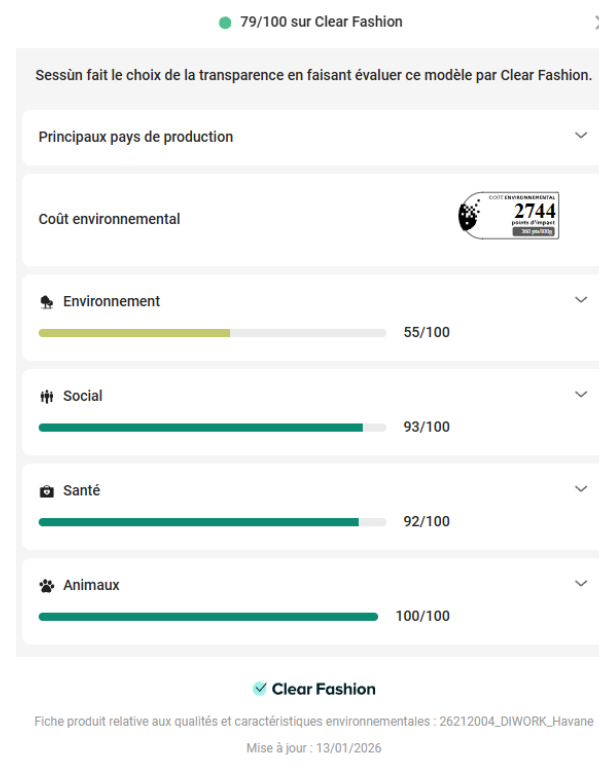 79/100 sur Clear Fashion
Sessùn fait le choix de la transparence en faisant évaluer ce modèle par Clear Fashion.
Principaux pays de production
Coût environnemental
COÛT ENVIRONNEMENTAL
2744
points d'impact
360 pts/100g
Environnement
55/100
Social
93/100
Santé
92/100
Animaux
100/100
Clear Fashion
Fiche produit relative aux qualités et caractéristiques environnementales : 26212004_DIWORK_Havane
Mise à jour : 13/01/2026